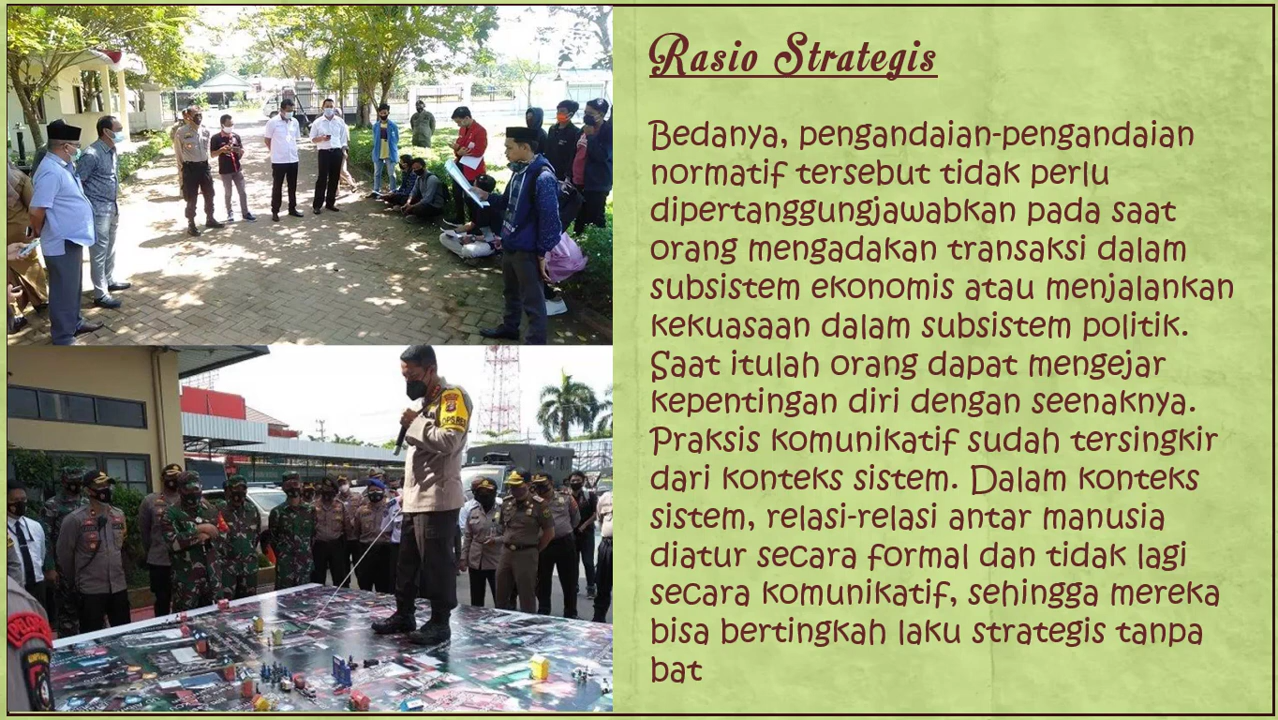 Rasio Strategis
Bedanya, pengandaian-pengandaian
normatif tersebut tidak perlu
dipertanggungjawabkan pada saat
orang mengadakan transaksi dalam
subsistem ekonomis atau menjalankan
kekuasaan dalam subsistem politik.
Saat itulah orang dapat mengejar
kepentingan diri dengan seenaknya.
Praksis komunikatif sudah tersingkir
dari konteks sistem. Dalam konteks
sistem, relasi-relasi antar manusia
diatur secara formal dan tidak lagi
secara komunikatif, sehingga mereka
bisa bertingkah laku strategis tanpa
bat